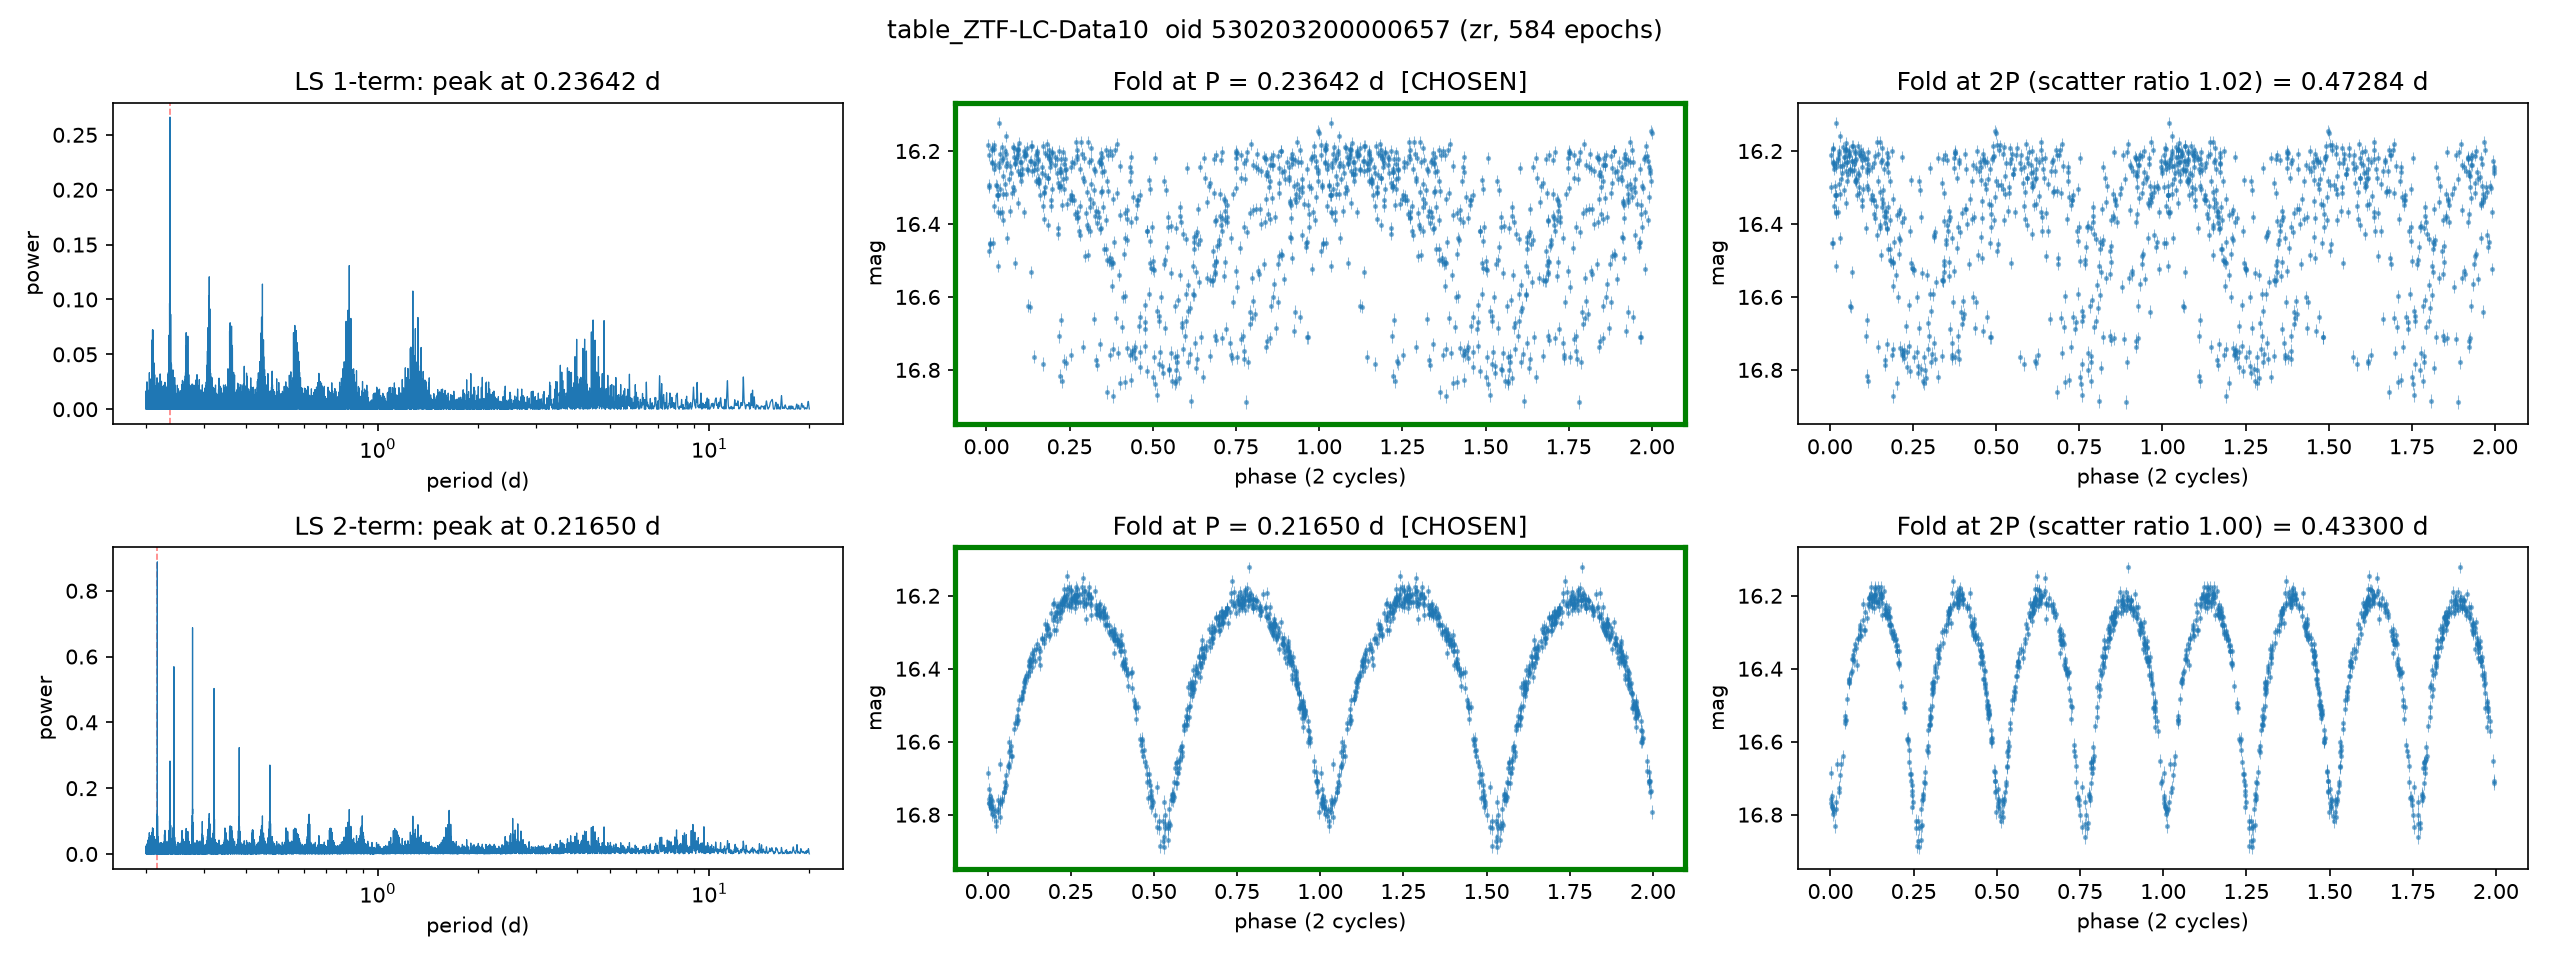 table_ZTF-LC-Data10  oid 530203200000657 (zr, 584 epochs)
LS 1-term: peak at 0.23642 d
power
0.25
0.20
0.15
0.10
0.05
0.00
10⁰
10¹
period (d)
Fold at P = 0.23642 d  [CHOSEN]
mag
16.2
16.4
16.6
16.8
0.00 0.25 0.50 0.75 1.00 1.25 1.50 1.75 2.00
phase (2 cycles)
Fold at 2P (scatter ratio 1.02) = 0.47284 d
mag
16.2
16.4
16.6
16.8
0.00 0.25 0.50 0.75 1.00 1.25 1.50 1.75 2.00
phase (2 cycles)
LS 2-term: peak at 0.21650 d
power
0.8
0.6
0.4
0.2
0.0
10⁰
10¹
period (d)
Fold at P = 0.21650 d  [CHOSEN]
mag
16.2
16.4
16.6
16.8
0.00 0.25 0.50 0.75 1.00 1.25 1.50 1.75 2.00
phase (2 cycles)
Fold at 2P (scatter ratio 1.00) = 0.43300 d
mag
16.2
16.4
16.6
16.8
0.00 0.25 0.50 0.75 1.00 1.25 1.50 1.75 2.00
phase (2 cycles)